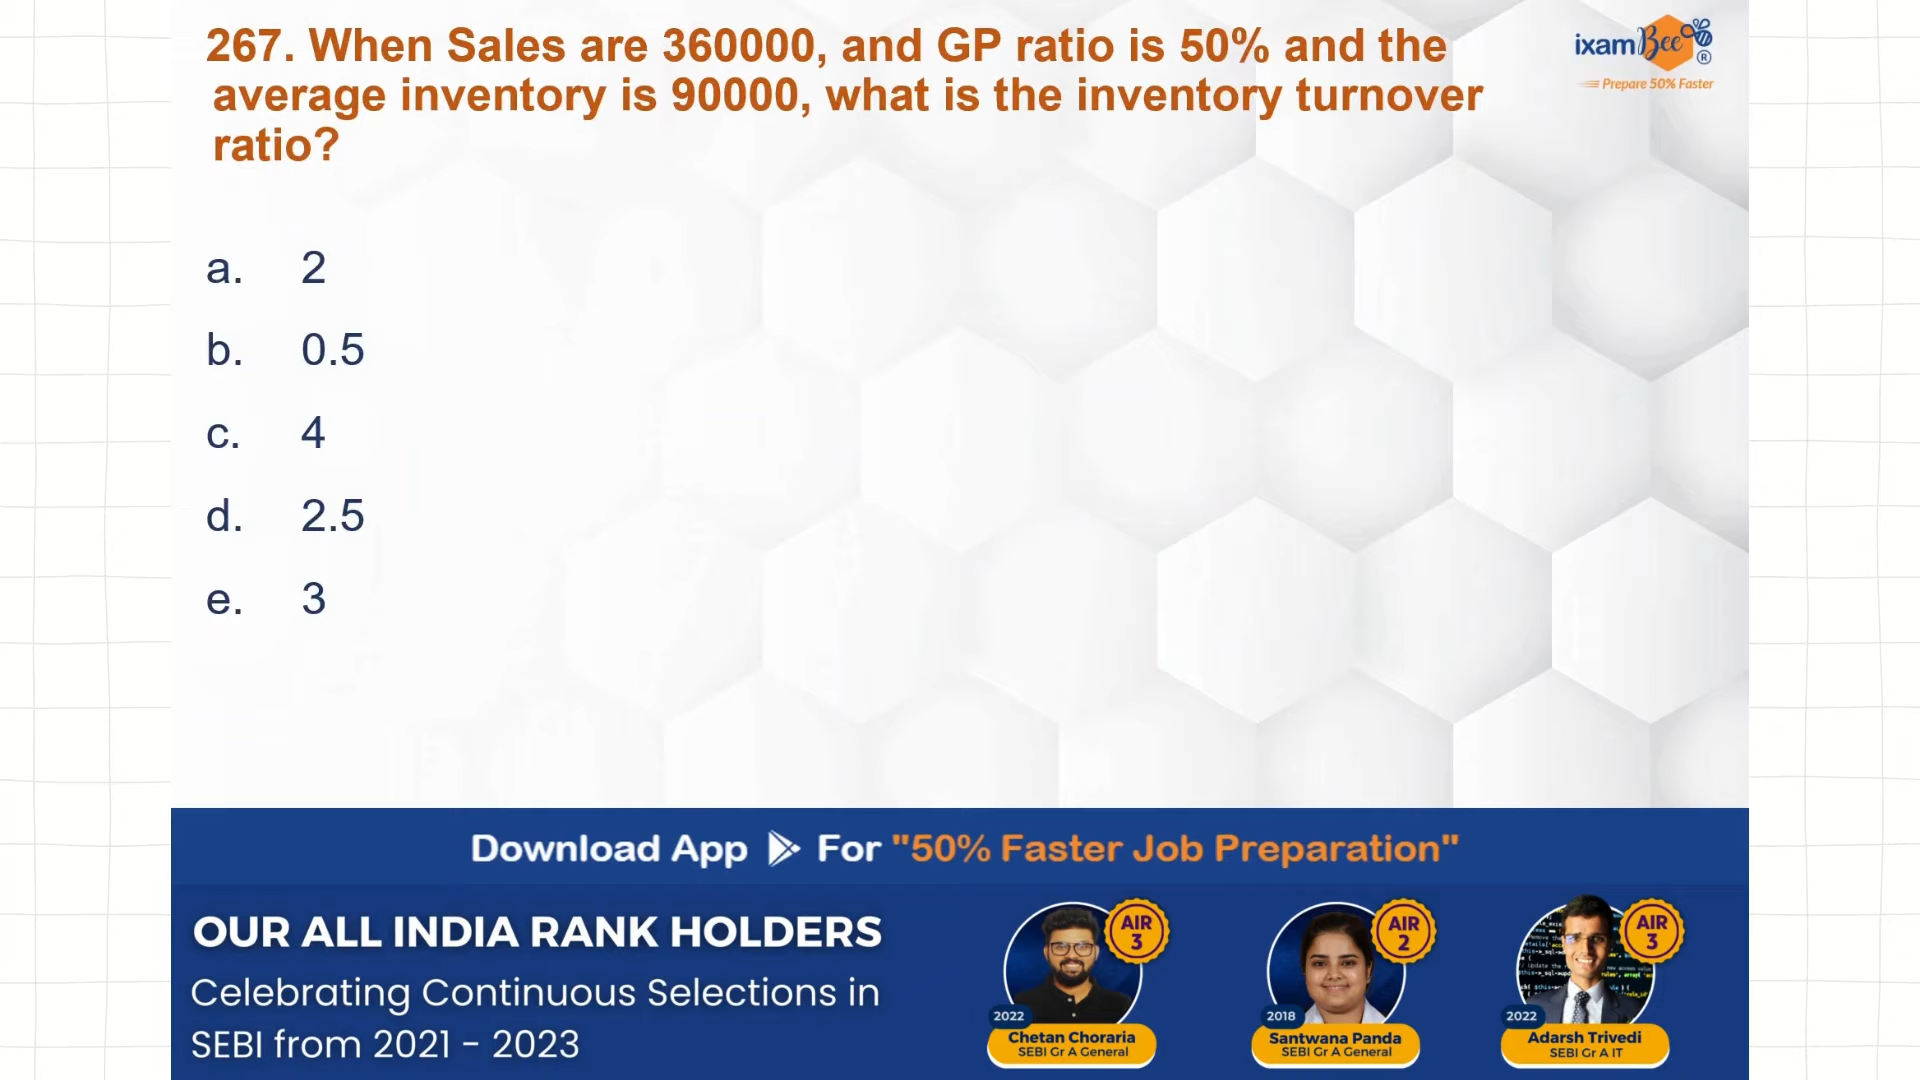 267. When Sales are 360000, and GP ratio is 50% and the
average inventory is 90000, what is the inventory turnover
ratio?
ixamBee
®
Prepare 50% Faster
a. 2
b. 0.5
c. 4
d. 2.5
e. 3
Download App For "50% Faster Job Preparation"
OUR ALL INDIA RANK HOLDERS
Celebrating Continuous Selections in
SEBI from 2021 - 2023
AIR
3
2022
Chetan Choraria
SEBI Gr A General
AIR
2
2018
Santwana Panda
SEBI Gr A General
AIR
3
2022
Adarsh Trivedi
SEBI Gr A IT